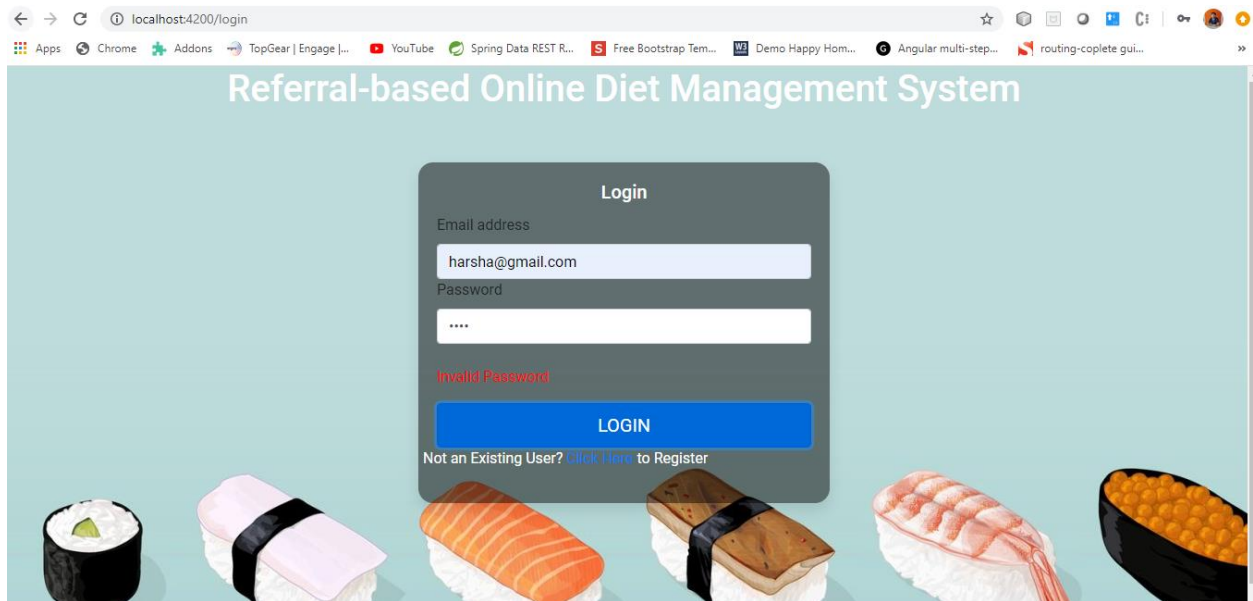 localhost:4200/login
Apps Chrome Addons TopGear | Engage |... YouTube Spring Data REST R... Free Bootstrap Tem... Demo Happy Hom... Angular multi-step... routing-coplete gui... »
Referral-based Online Diet Management System
Login
Email address
harsha@gmail.com
Password
••••
Invalid Password
LOGIN
Not an Existing User? Click Here to Register